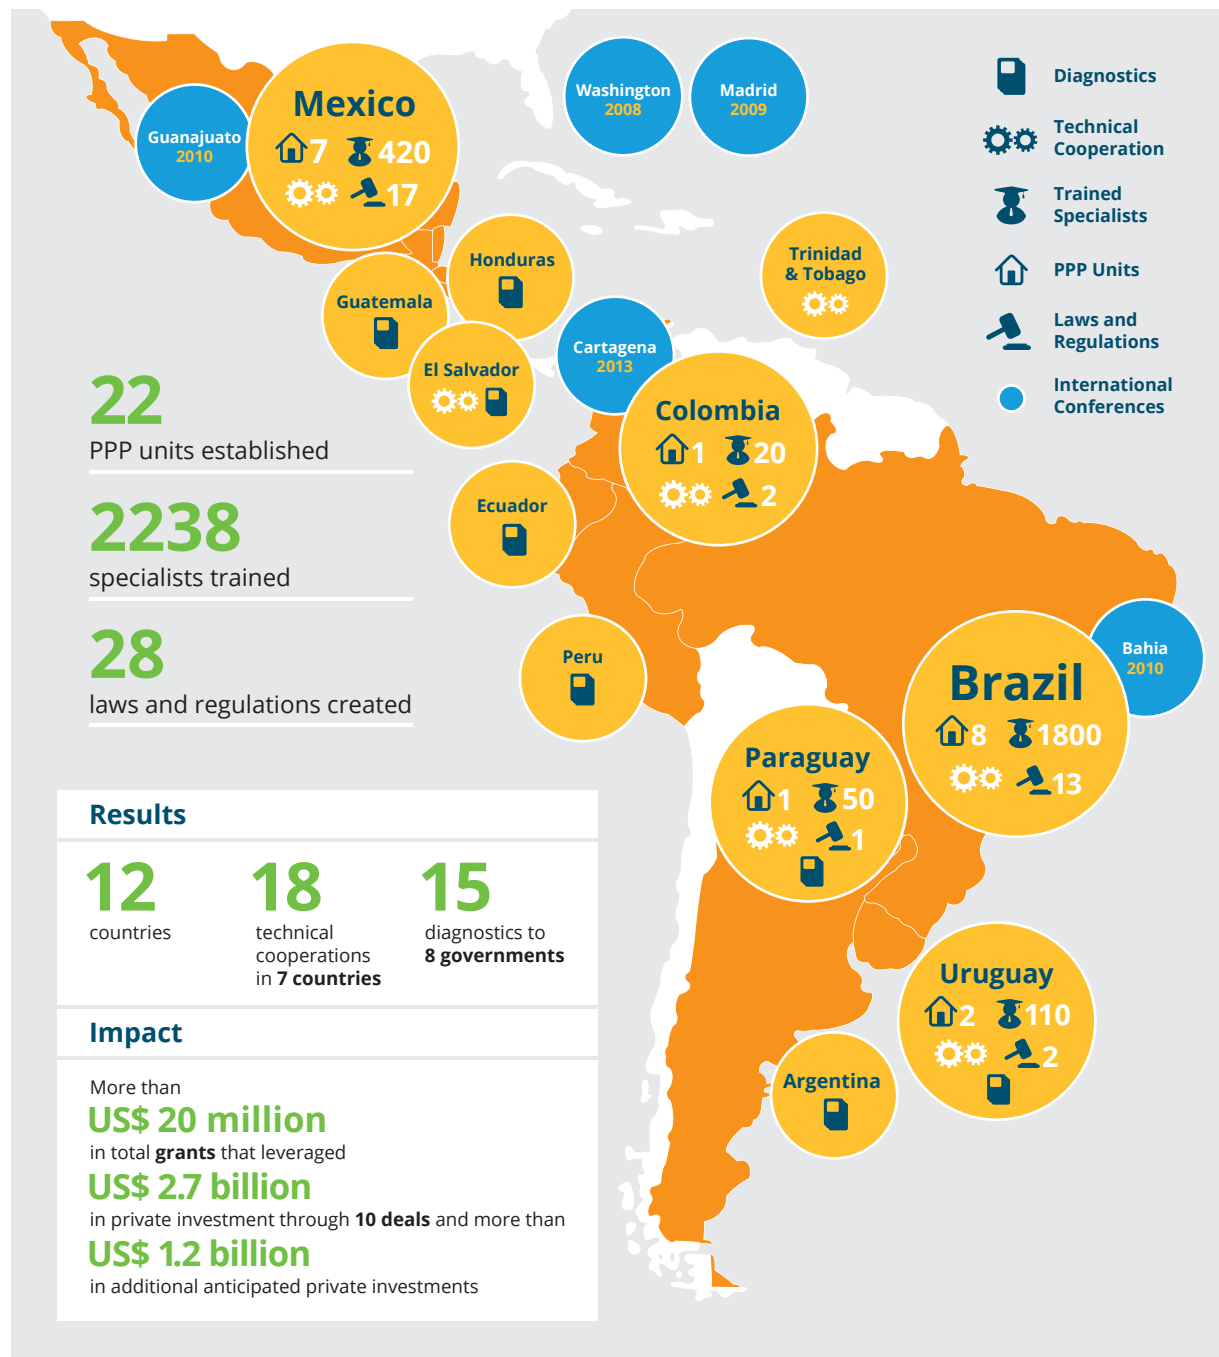 Mexico
7 420
17
Guanajuato
2010
Washington
2008
Madrid
2009
Diagnostics
Technical
Cooperation
Trained
Specialists
PPP Units
Laws and
Regulations
International
Conferences
Honduras
Guatemala
El Salvador
Trinidad
& Tobago
Cartagena
2013
Colombia
1 20
2
Ecuador
Peru
Bahia
2010
Brazil
8 1800
13
Paraguay
1 50
1
Uruguay
2 110
2
Argentina
22
PPP units established
2238
specialists trained
28
laws and regulations created
Results
12
countries
18
technical
cooperations
in 7 countries
15
diagnostics to
8 governments
Impact
More than
US$ 20 million
in total grants that leveraged
US$ 2.7 billion
in private investment through 10 deals and more than
US$ 1.2 billion
in additional anticipated private investments